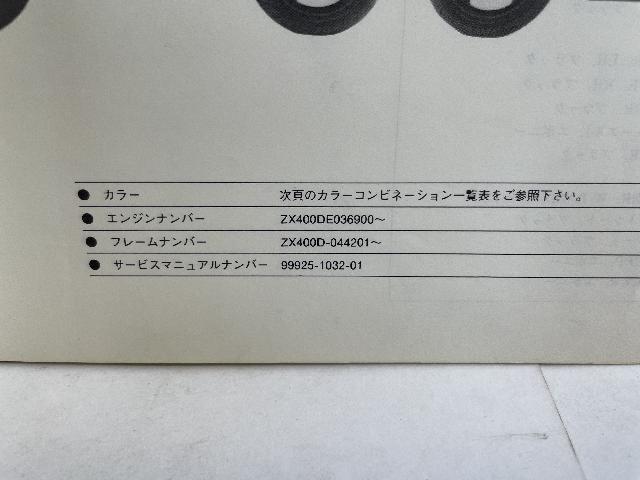 ● カラー 次頁のカラーコンビネーション一覧表をご参照下さい。
● エンジンナンバー ZX400DE036900〜
● フレームナンバー ZX400D-044201〜
● サービスマニュアルナンバー 99925-1032-01